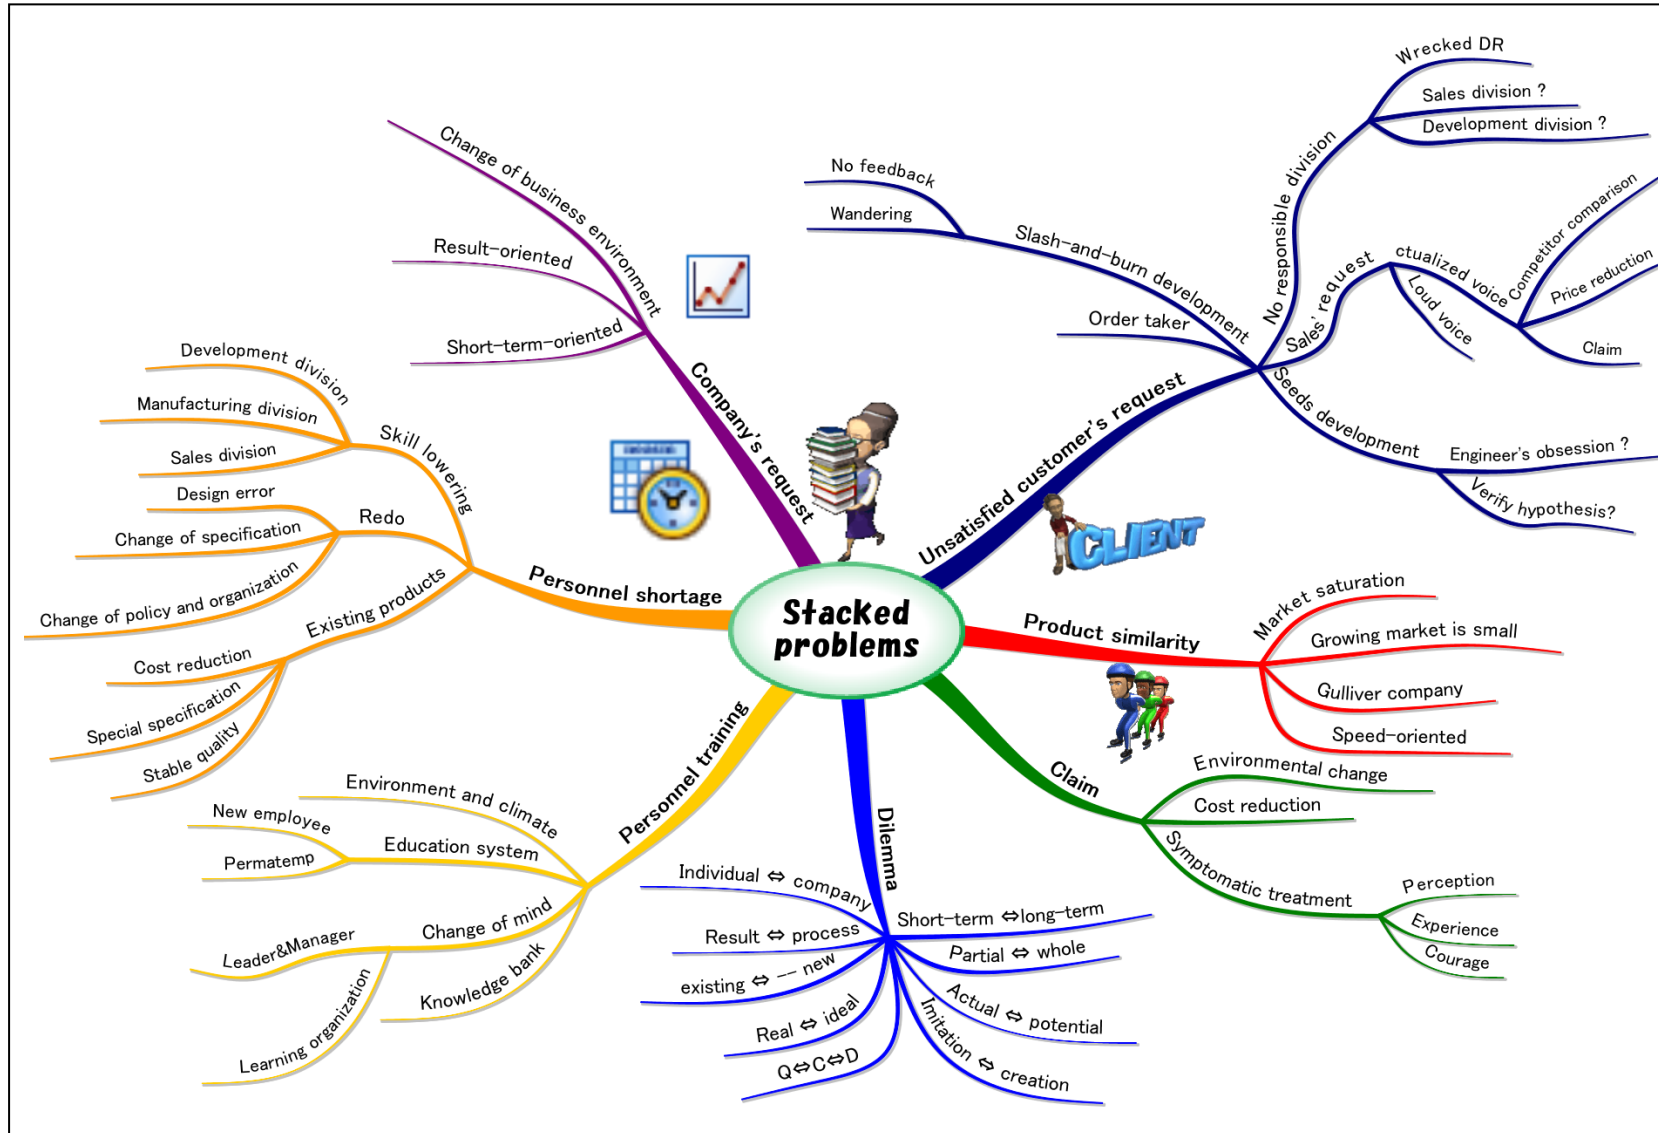 Stacked
problems
Unsatisfied customer's request
No responsible division
Wrecked DR
Sales division ?
Development division ?
Sales' request
ctualized voice
Competitor comparison
Price reduction
Claim
Loud voice
Seeds development
Engineer's obsession ?
Verify hypothesis?
Slash-and-burn development
No feedback
Wandering
Order taker
CLIENT
Product similarity
Market saturation
Growing market is small
Gulliver company
Speed-oriented
Claim
Environmental change
Cost reduction
Symptomatic treatment
Perception
Experience
Courage
Dilemma
Short-term ⇔long-term
Partial ⇔ whole
Actual ⇔ potential
Imitation ⇔ creation
Individual ⇔ company
Result ⇔ process
existing ⇔ -- new
Real ⇔ ideal
Q⇔C⇔D
Personnel training
Environment and climate
Education system
New employee
Permatemp
Change of mind
Leader&Manager
Learning organization
Knowledge bank
Personnel shortage
Skill lowering
Development division
Manufacturing division
Sales division
Redo
Design error
Change of specification
Change of policy and organization
Existing products
Cost reduction
Special specification
Stable quality
Company's request
Change of business environment
Result-oriented
Short-term-oriented